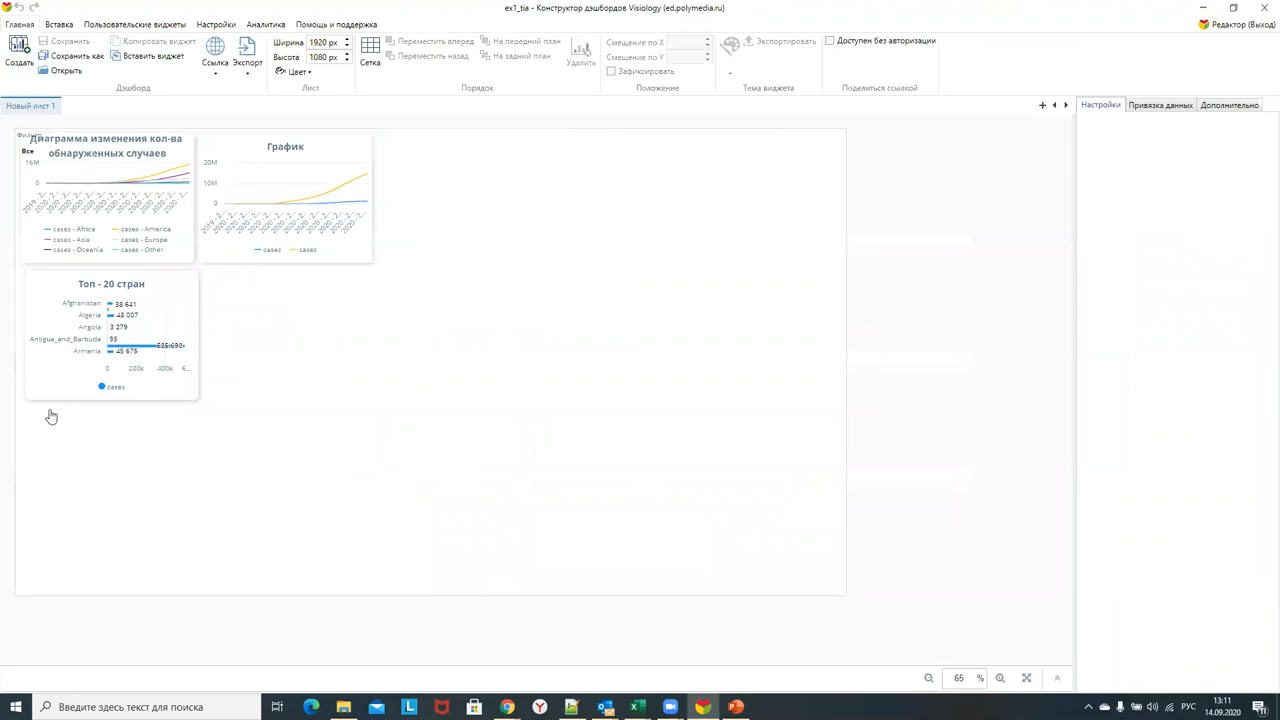 ex1_tia - Конструктор дэшбордов Visiology (ed.polymedia.ru)
Главная Вставка Пользовательские виджеты Настройки Аналитика Помощь и поддержка
Редактор (Выход)
Создать
Сохранить
Сохранить как
Открыть
Копировать виджет
Вставить виджет
Ссылка
Экспорт
Дэшборд
Ширина 1920 px
Высота 1080 px
Цвет
Лист
Сетка
Переместить вперед
Переместить назад
На передний план
На задний план
Удалить
Порядок
Смещение по X
Смещение по Y
Зафиксировать
Положение
Экспортировать
Тема виджета
Доступен без авторизации
Поделиться ссылкой
Новый лист 1
Настройки Привязка данных Дополнительно
Диаграмма изменения кол-ва
обнаруженных случаев
Все
16M
0
cases - Africa cases - America
cases - Asia cases - Europe
cases - Oceania cases - Other
График
20M
10M
0
cases cases
Топ - 20 стран
Afghanistan 38 641
Algeria 48 007
Angola 3 279
Antigua_and_Barbuda 95
Armenia 45 675
0 200k 400k 6...
cases
65 %
Введите здесь текст для поиска
РУС
13:11
14.09.2020